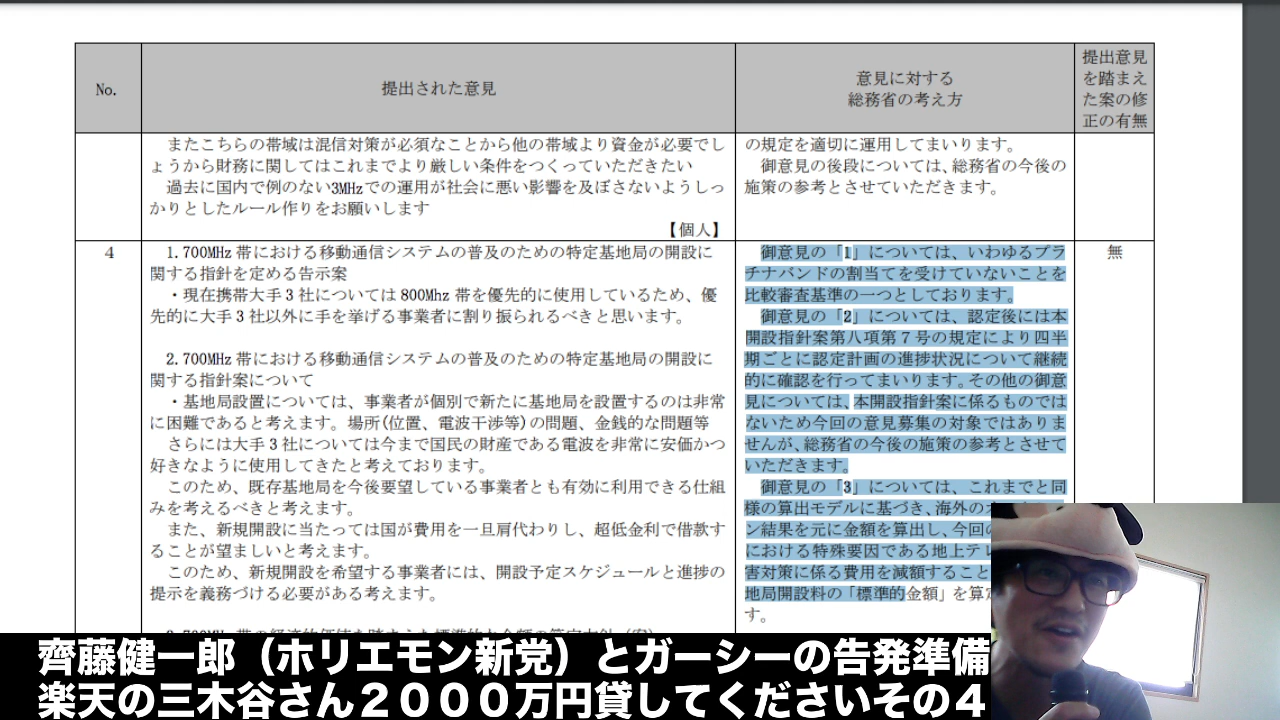 No.
提出された意見
意見に対する
総務省の考え方
提出意見
を踏まえ
た案の修
正の有無
またこちらの帯域は混信対策が必須なことから他の帯域より資金が必要でし
ょうから財務に関してはこれまでより厳しい条件をつくっていただきたい
過去に国内で例のない3MHzでの運用が社会に悪い影響を及ぼさないようしっ
かりとしたルール作りをお願いします
【個人】
の規定を適切に運用してまいります。
御意見の後段については、総務省の今後の
施策の参考とさせていただきます。
4
1.700MHz 帯における移動通信システムの普及のための特定基地局の開設に
関する指針を定める告示案
・現在携帯大手3社については 800Mhz 帯を優先的に使用しているため、優
先的に大手3社以外に手を挙げる事業者に割り振られるべきと思います。
2.700MHz 帯における移動通信システムの普及のための特定基地局の開設に
関する指針案について
・基地局設置については、事業者が個別で新たに基地局を設置するのは非常
に困難であると考えます。場所(位置、電波干渉等)の問題、金銭的な問題等
さらには大手3社については今まで国民の財産である電波を非常に安価かつ
好きなように使用してきたと考えております。
このため、既存基地局を今後要望している事業者とも有効に利用できる仕組
みを考えるべきと考えます。
また、新規開設に当たっては国が費用を一旦肩代わりし、超低金利で借款す
ることが望ましいと考えます。
このため、新規開設を希望する事業者には、開設予定スケジュールと進捗の
提示を義務づける必要がある考えます。
御意見の「1」については、いわゆるプラ
チナバンドの割当てを受けていないことを
比較審査基準の一つとしております。
御意見の「2」については、認定後には本
開設指針案第八項第7号の規定により四半
期ごとに認定計画の進捗状況について継続
的に確認を行ってまいります。その他の御意
見については、本開設指針案に係るものでは
ないため今回の意見募集の対象ではありま
せんが、総務省の今後の施策の参考とさせて
いただきます。
御意見の「3」については、これまでと同
様の算出モデルに基づき、海外のオ
ン結果を元に金額を算出し、今回の
における特殊要因である地上テレ
害対策に係る費用を減額すること
地局開設料の「標準的金額」を算定
す。
無
齊藤健一郎（ホリエモン新党）とガーシーの告発準備
楽天の三木谷さん２０００万円貸してくださいその４